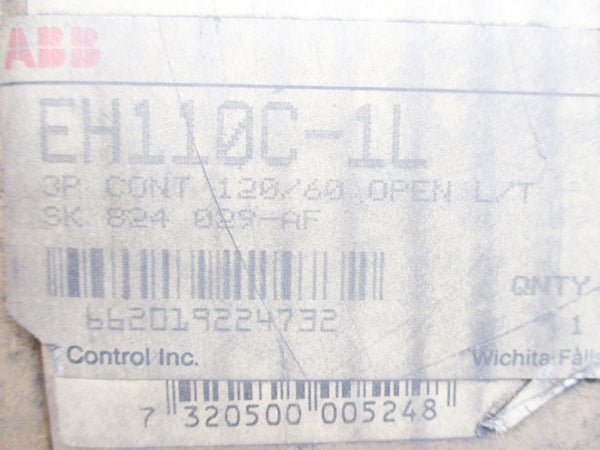 ABB
EH110C-1L
3P CONT 120/60 OPEN L/T
SK 824 029-AF
QNTY
662019224732
1
Control Inc.
Wichita Falls
7 320500 005248